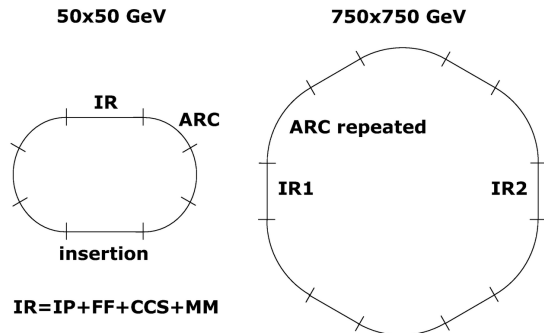 50x50 GeV
750x750 GeV
IR
ARC
ARC repeated
IR1
IR2
insertion
IR=IP+FF+CCS+MM